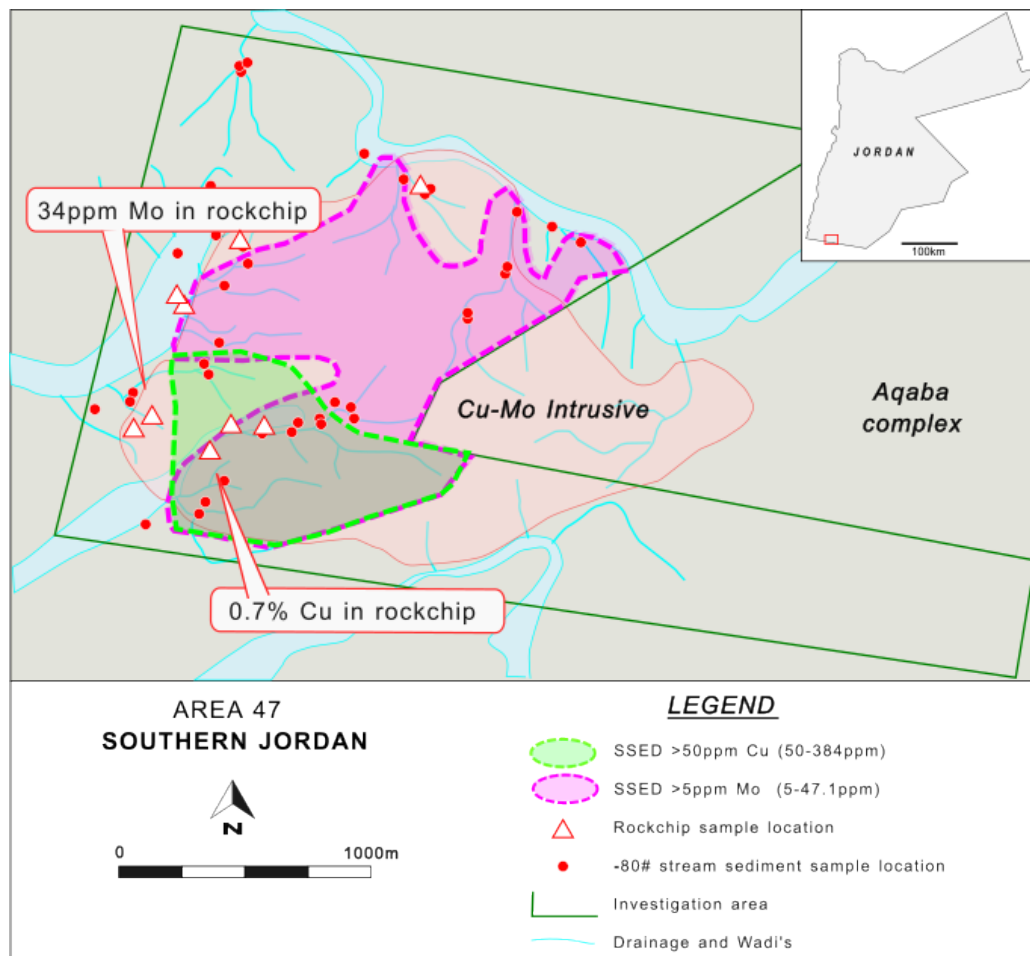 JORDAN
100km
34ppm Mo in rockchip
Cu-Mo Intrusive
Aqaba
complex
0.7% Cu in rockchip
AREA 47
SOUTHERN JORDAN
N
0
1000m
LEGEND
SSED >50ppm Cu (50-384ppm)
SSED >5ppm Mo (5-47.1ppm)
Rockchip sample location
-80# stream sediment sample location
Investigation area
Drainage and Wadi's